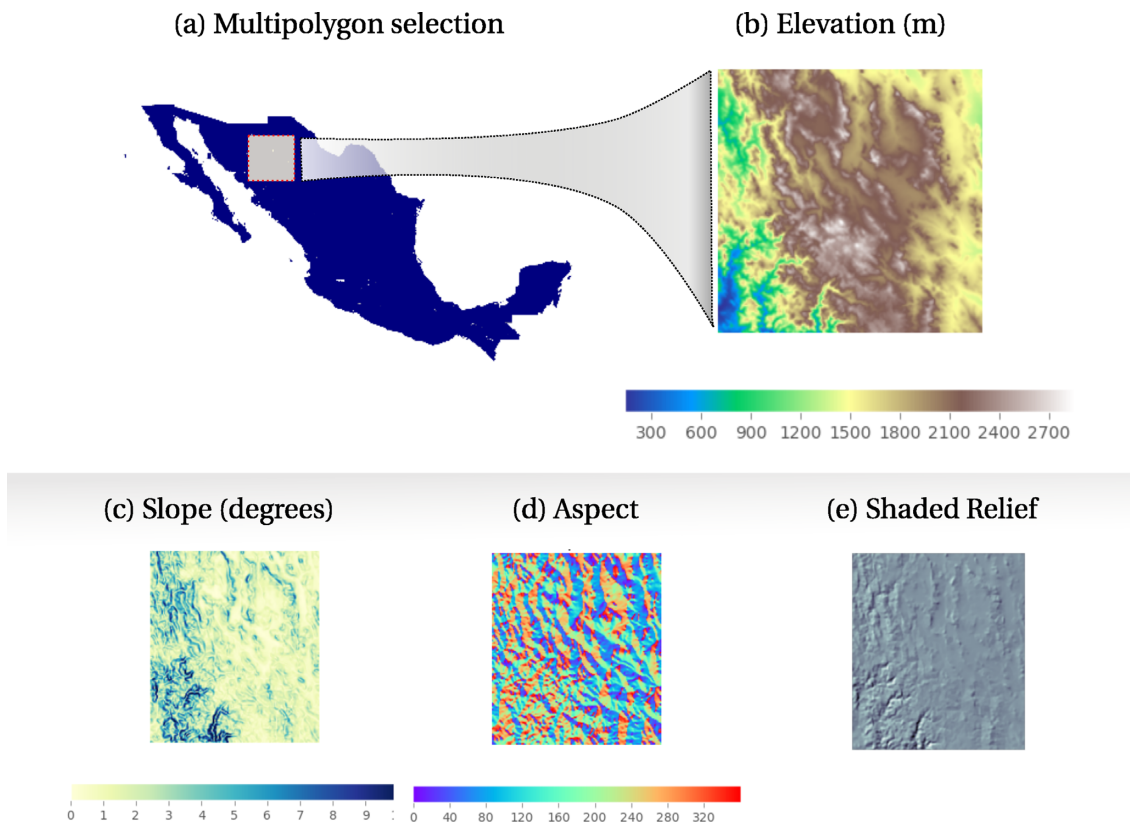 (a) Multipolygon selection
(b) Elevation (m)
300 600 900 1200 1500 1800 2100 2400 2700
(c) Slope (degrees)
(d) Aspect
(e) Shaded Relief
0 1 2 3 4 5 6 7 8 9
0 40 80 120 160 200 240 280 320